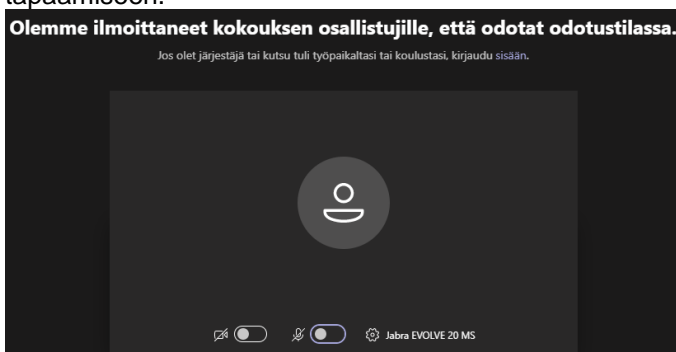 tapaamiseen.
Olemme ilmoittaneet kokouksen osallistujille, että odotat odotustilassa.
Jos olet järjestäjä tai kutsu tuli työpaikaltasi tai koulustasi, kirjaudu sisään.
Jabra EVOLVE 20 MS